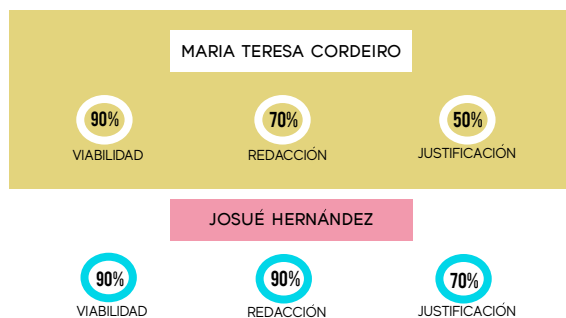 MARIA TERESA CORDEIRO
90% 70% 50%
VIABILIDAD REDACCIÓN JUSTIFICACIÓN
JOSUÉ HERNÁNDEZ
90% 90% 70%
VIABILIDAD REDACCIÓN JUSTIFICACIÓN